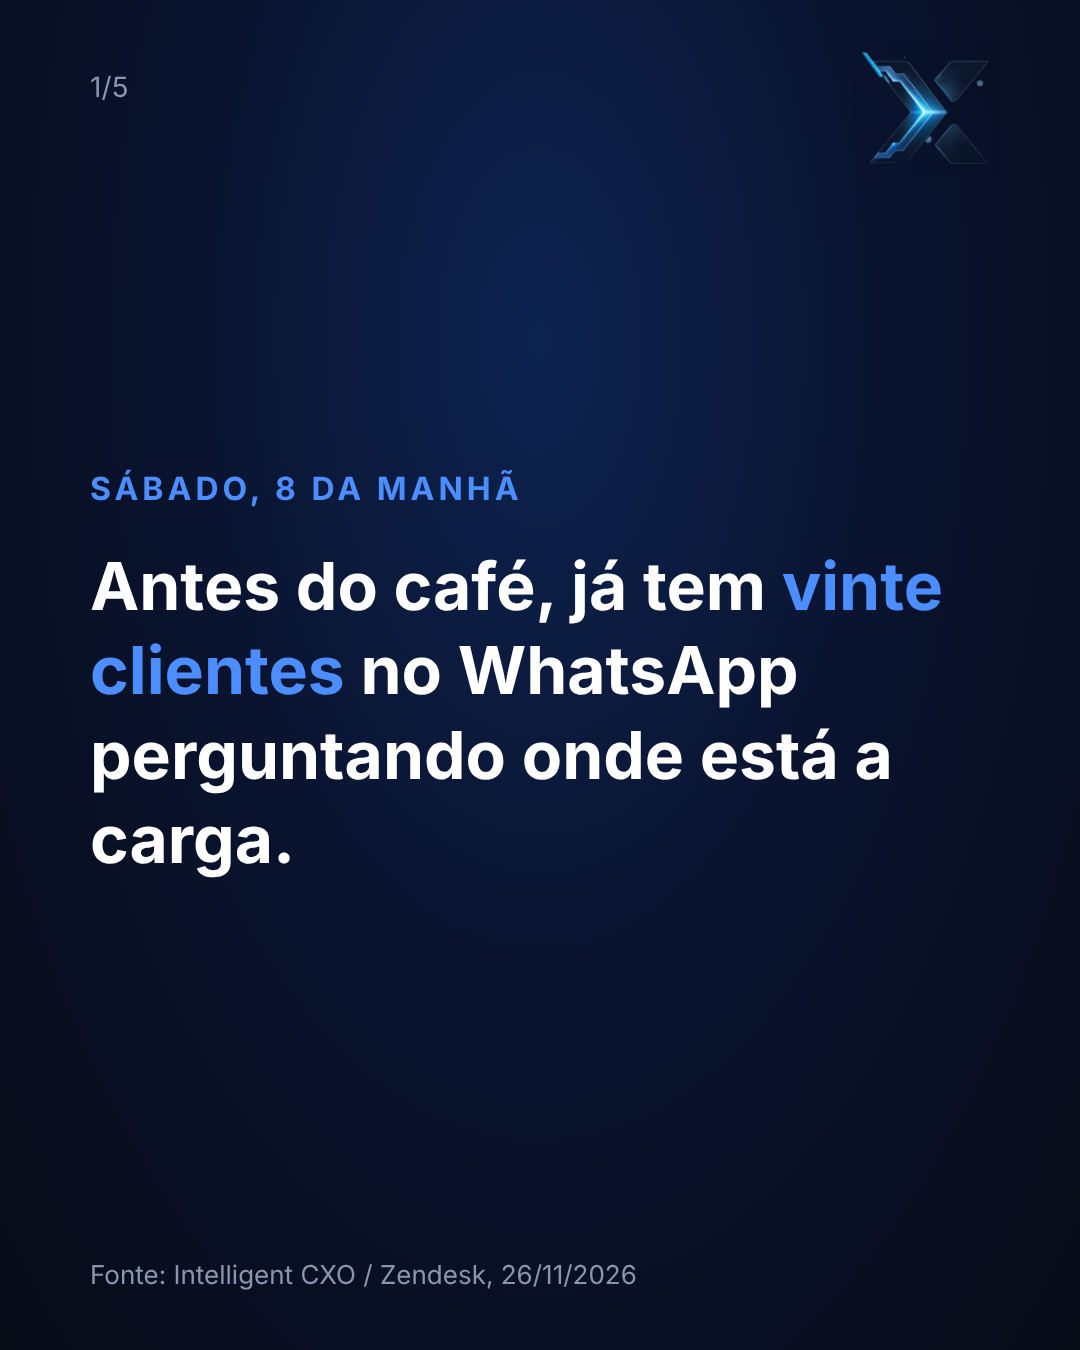 1/5
SÁBADO, 8 DA MANHÃ
Antes do café, já tem vinte
clientes no WhatsApp
perguntando onde está a
carga.
Fonte: Intelligent CXO / Zendesk, 26/11/2026